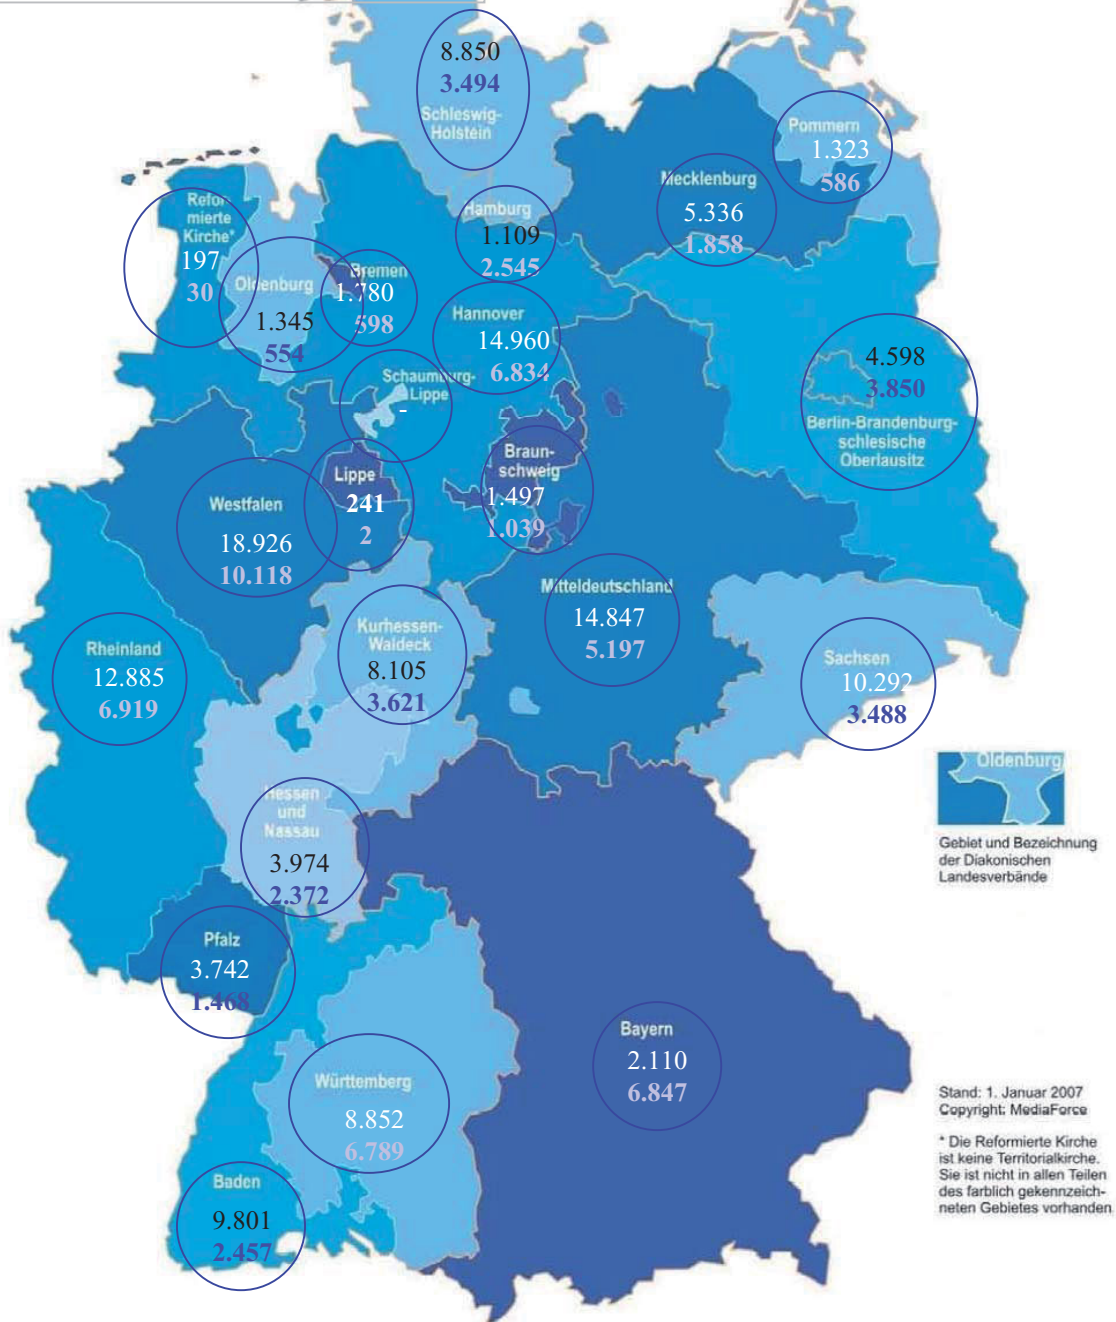 8.850
3.494
Schleswig-
Holstein
Pommern
1.323
586
Mecklenburg
5.336
1.858
Hamburg
1.109
2.545
Refor-
mierte
Kirche*
197
30
Oldenburg
1.345
554
Bremen
1.780
598
Hannover
14.960
6.834
Schaumburg-
Lippe
-
4.598
3.850
Berlin-Brandenburg-
schlesische
Oberlausitz
Braun-
schweig
1.497
1.039
Lippe
241
2
Westfalen
18.926
10.118
Mitteldeutschland
14.847
5.197
Kurhessen-
Waldeck
8.105
3.621
Rheinland
12.885
6.919
Sachsen
10.292
3.488
Hessen
und
Nassau
3.974
2.372
Oldenburg
Gebiet und Bezeichnung
der Diakonischen
Landesverbände
Pfalz
3.742
1.468
Bayern
2.110
6.847
Württemberg
8.852
6.789
Baden
9.801
2.457
Stand: 1. Januar 2007
Copyright: MediaForce
* Die Reformierte Kirche
ist keine Territorialkirche.
Sie ist nicht in allen Teilen
des farblich gekennzeich-
neten Gebietes vorhanden